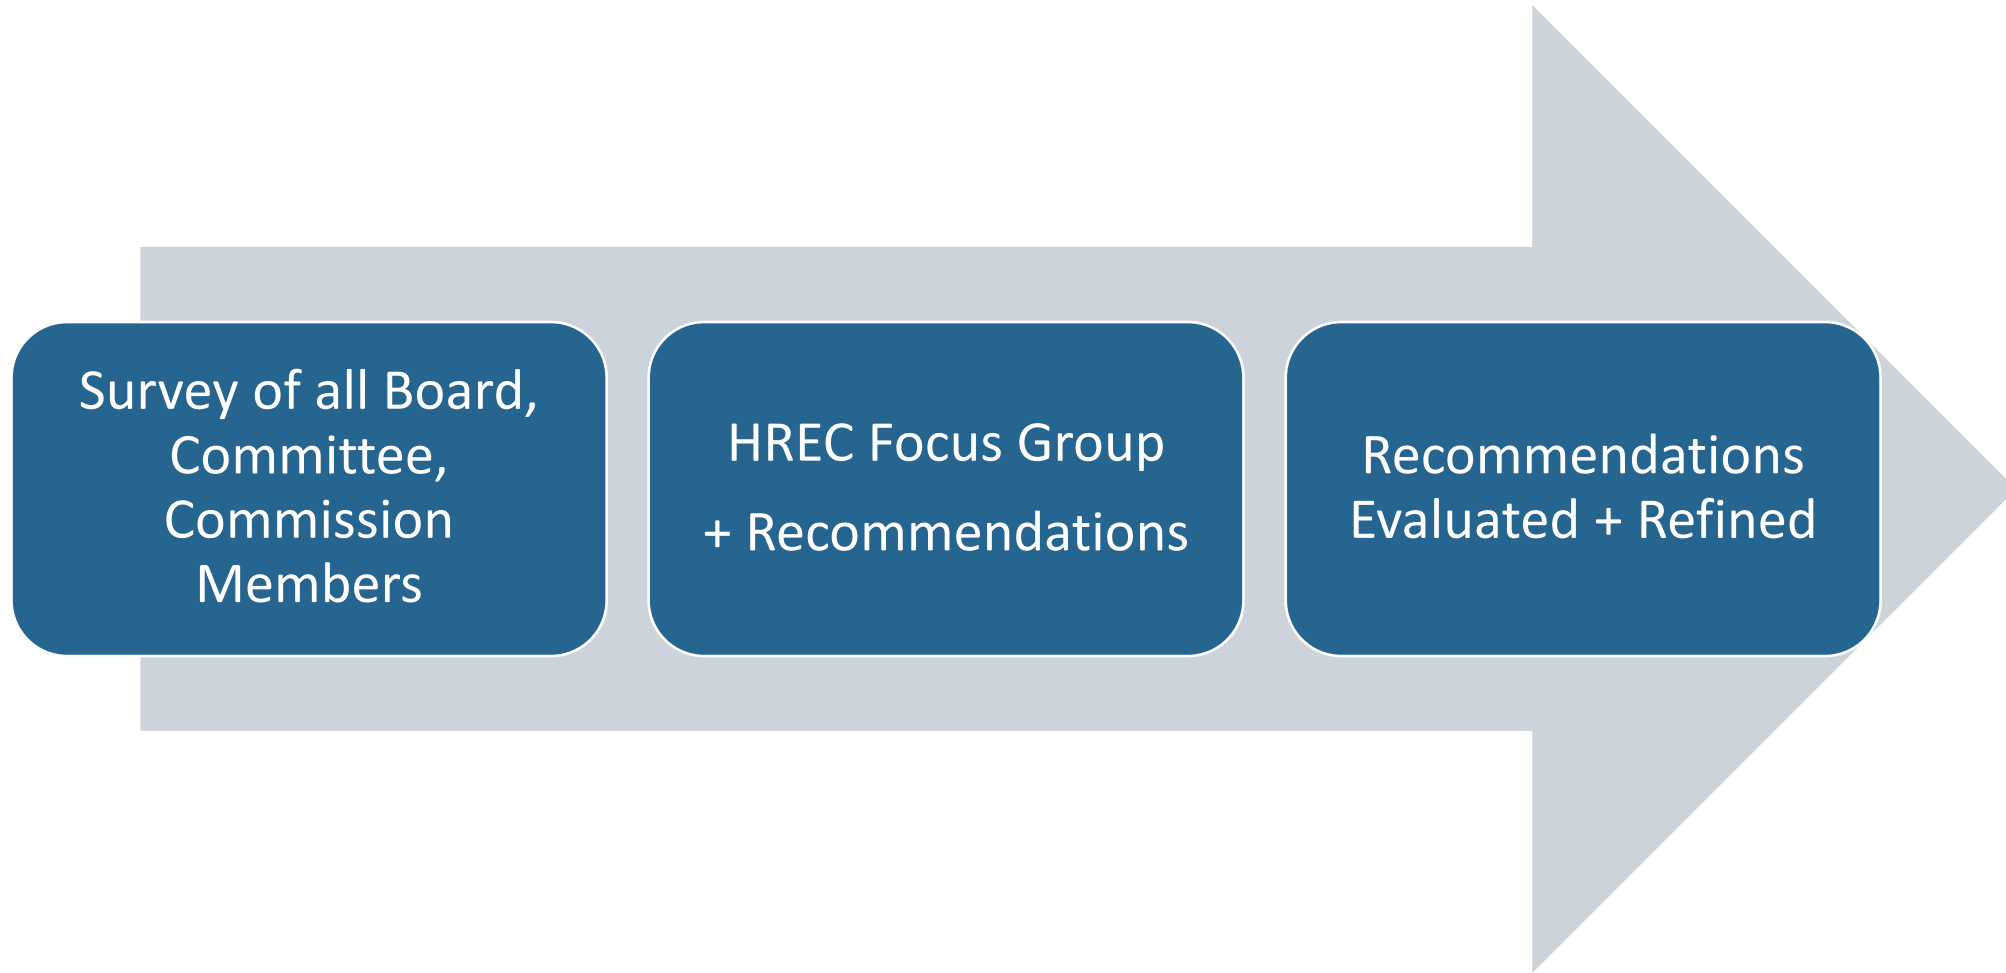 Survey of all Board,
Committee,
Commission
Members
HREC Focus Group
+ Recommendations
Recommendations
Evaluated + Refined